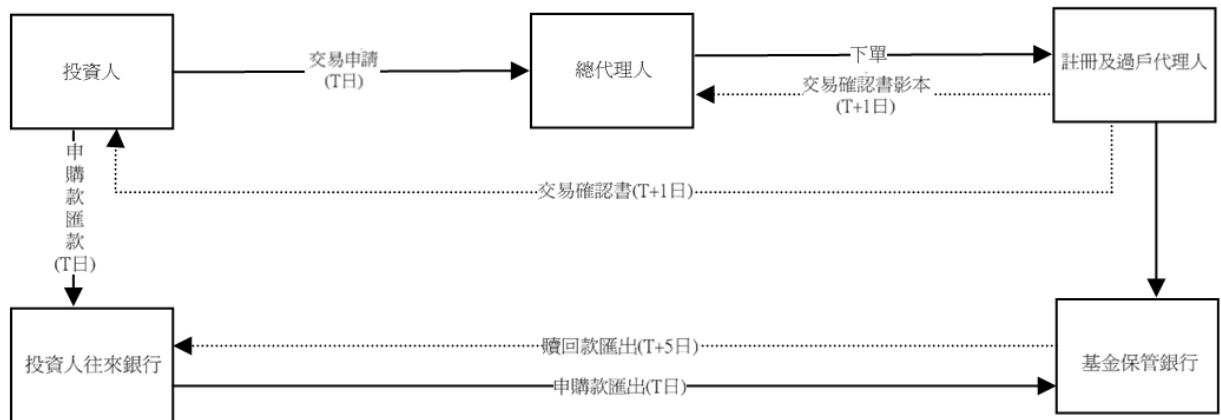 投資人
交易申請
(T日)
總代理人
下單
交易確認書影本
(T+1日)
註冊及過戶代理人
申
購
款
匯
款
(T日)
交易確認書(T+1日)
投資人往來銀行
贖回款匯出(T+5日)
申購款匯出(T日)
基金保管銀行